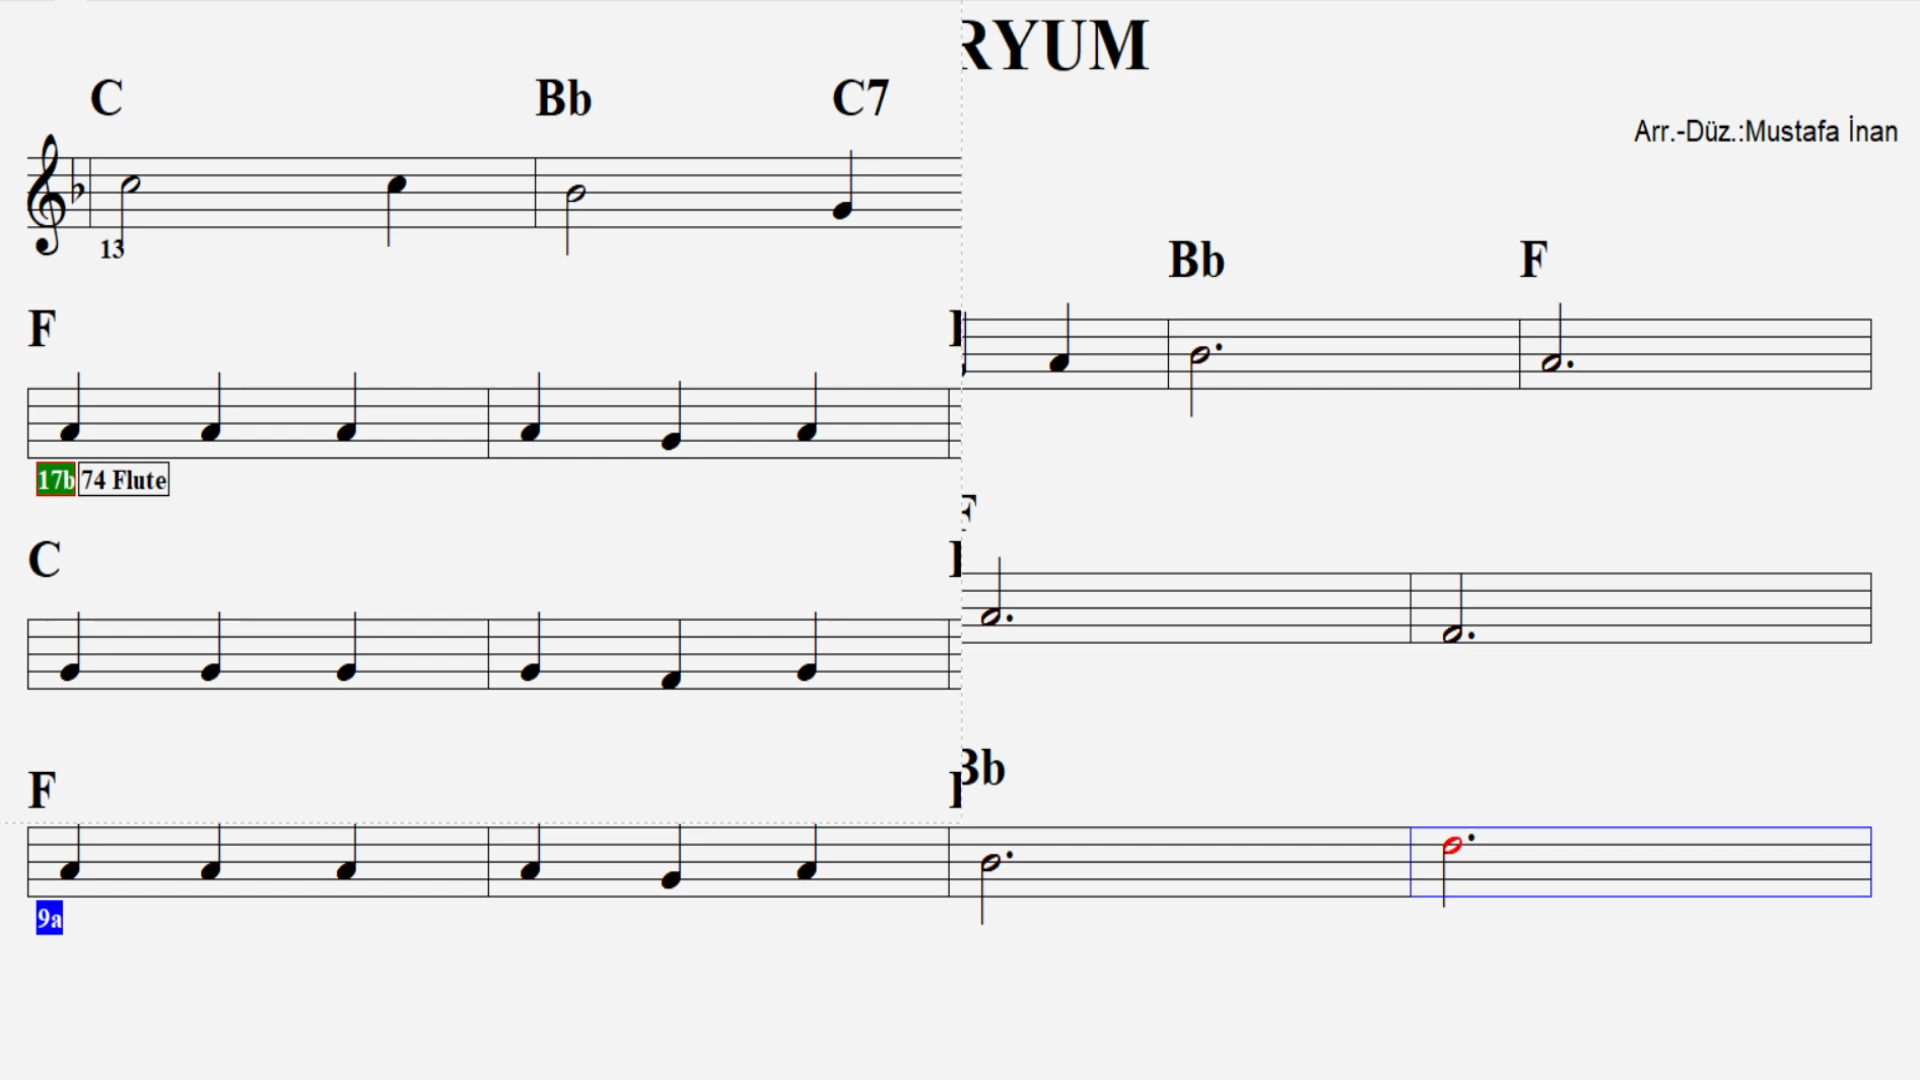 RYUM
C Bb C7
Arr.-Düz.:Mustafa İnan
13
Bb F
F
17b 74 Flute
F
C
Bb
F
9a